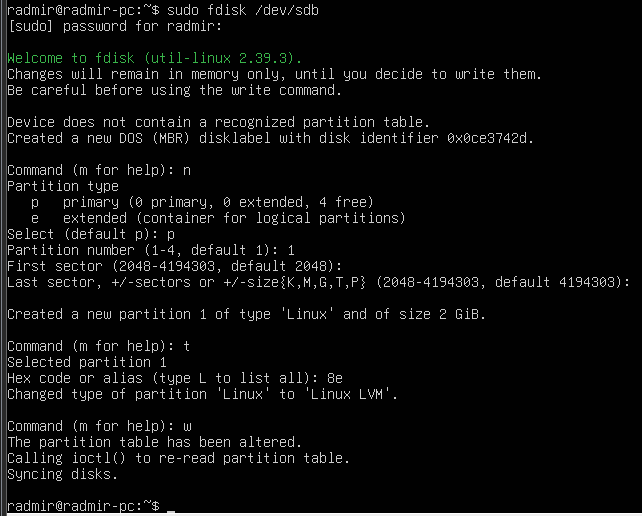 radmir@radmir-pc:~$ sudo fdisk /dev/sdb
[sudo] password for radmir:
Welcome to fdisk (util-linux 2.39.3).
Changes will remain in memory only, until you decide to write them.
Be careful before using the write command.
Device does not contain a recognized partition table.
Created a new DOS (MBR) disklabel with disk identifier 0x0ce3742d.
Command (m for help): n
Partition type
   p   primary (0 primary, 0 extended, 4 free)
   e   extended (container for logical partitions)
Select (default p): p
Partition number (1-4, default 1): 1
First sector (2048-4194303, default 2048):
Last sector, +/-sectors or +/-size{K,M,G,T,P} (2048-4194303, default 4194303):
Created a new partition 1 of type 'Linux' and of size 2 GiB.
Command (m for help): t
Selected partition 1
Hex code or alias (type L to list all): 8e
Changed type of partition 'Linux' to 'Linux LVM'.
Command (m for help): w
The partition table has been altered.
Calling ioctl() to re-read partition table.
Syncing disks.
radmir@radmir-pc:~$ _